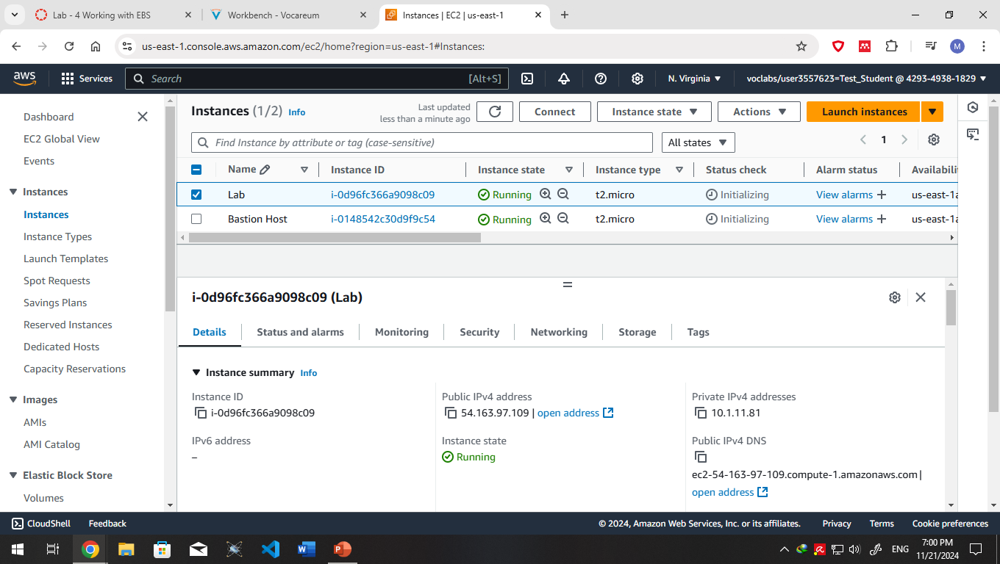 Lab - 4 Working with EBS
Workbench - Vocareum
Instances | EC2 | us-east-1
us-east-1.console.aws.amazon.com/ec2/home?region=us-east-1#Instances:
M
aws
Services
Search
[Alt+S]
N. Virginia
voclabs/user3557623=Test_Student @ 4293-4938-1829
Dashboard
EC2 Global View
Events
Instances
Instances
Instance Types
Launch Templates
Spot Requests
Savings Plans
Reserved Instances
Dedicated Hosts
Capacity Reservations
Images
AMIs
AMI Catalog
Elastic Block Store
Volumes
Instances (1/2) Info
Last updated
less than a minute ago
Connect
Instance state
Actions
Launch instances
Find Instance by attribute or tag (case-sensitive)
All states
1
Name Instance ID Instance state Instance type Status check Alarm status Availabili
Lab i-0d96fc366a9098c09 Running t2.micro Initializing View alarms + us-east-1a
Bastion Host i-0148542c30d9f9c54 Running t2.micro Initializing View alarms + us-east-1a
i-0d96fc366a9098c09 (Lab)
Details Status and alarms Monitoring Security Networking Storage Tags
Instance summary Info
Instance ID
i-0d96fc366a9098c09
Public IPv4 address
54.163.97.109 | open address
Private IPv4 addresses
10.1.11.81
IPv6 address
–
Instance state
Running
Public IPv4 DNS
ec2-54-163-97-109.compute-1.amazonaws.com |
open address
CloudShell
Feedback
© 2024, Amazon Web Services, Inc. or its affiliates.
Privacy
Terms
Cookie preferences
ENG
7:00 PM
11/21/2024